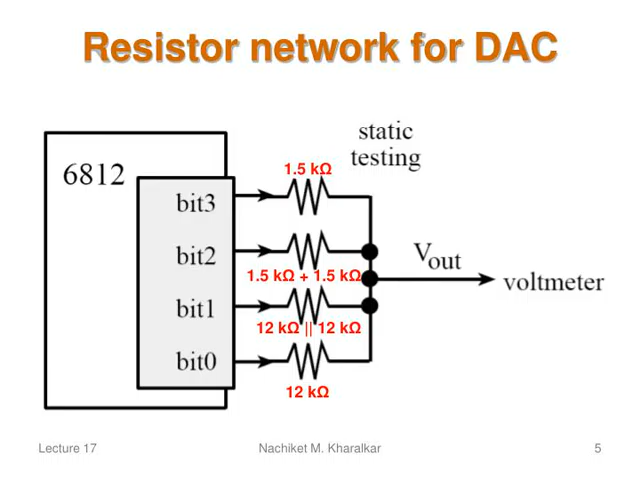 Resistor network for DAC
static
testing
6812
1.5 kΩ
bit3
bit2
1.5 kΩ + 1.5 kΩ
Vout
voltmeter
bit1
12 kΩ || 12 kΩ
bit0
12 kΩ
Lecture 17
Nachiket M. Kharalkar
5